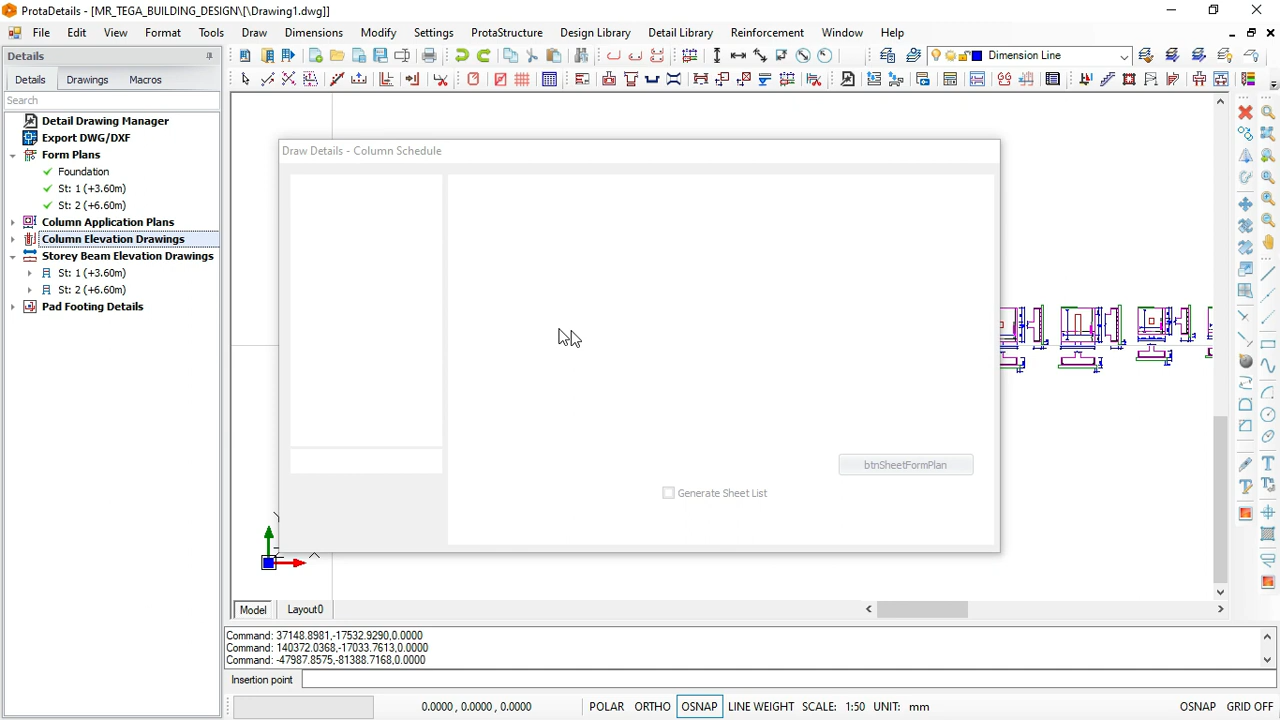 ProtaDetails - [MR_TEGA_BUILDING_DESIGN\[\Drawing1.dwg]]
File Edit View Format Tools Draw Dimensions Modify Settings ProtaStructure Design Library Detail Library Reinforcement Window Help
Details
Dimension Line
Details Drawings Macros
Search
Detail Drawing Manager
Export DWG/DXF
Form Plans
Foundation
St: 1 (+3.60m)
St: 2 (+6.60m)
Column Application Plans
Column Elevation Drawings
Storey Beam Elevation Drawings
St: 1 (+3.60m)
St: 2 (+6.60m)
Pad Footing Details
Draw Details - Column Schedule
btnSheetFormPlan
Generate Sheet List
Model Layout0
Command: 37148.8981,-17532.9290,0.0000
Command: 140372.0368,-17033.7613,0.0000
Command: -47987.8575,-81388.7168,0.0000
Insertion point
0.0000 , 0.0000 , 0.0000 POLAR ORTHO OSNAP LINE WEIGHT SCALE: 1:50 UNIT: mm OSNAP GRID OFF